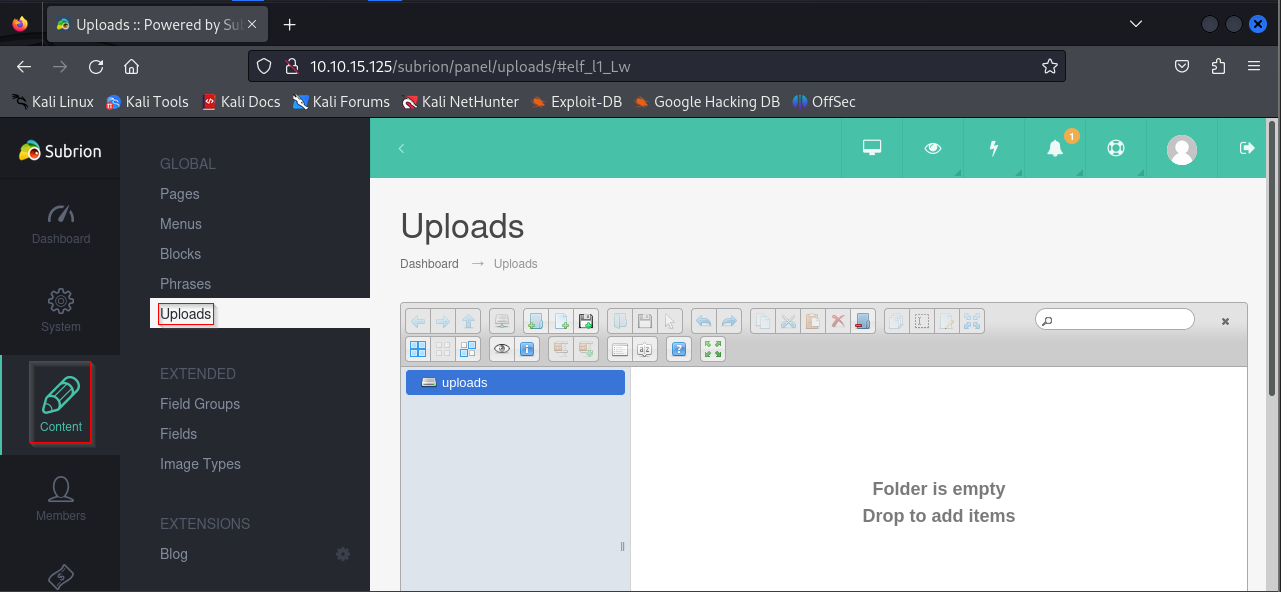 Uploads :: Powered by Su
10.10.15.125/subrion/panel/uploads/#elf_l1_Lw
Kali Linux
Kali Tools
Kali Docs
Kali Forums
Kali NetHunter
Exploit-DB
Google Hacking DB
OffSec
Subrion
Dashboard
System
Content
Members
GLOBAL
Pages
Menus
Blocks
Phrases
Uploads
EXTENDED
Field Groups
Fields
Image Types
EXTENSIONS
Blog
1
Uploads
Dashboard → Uploads
uploads
Folder is empty
Drop to add items